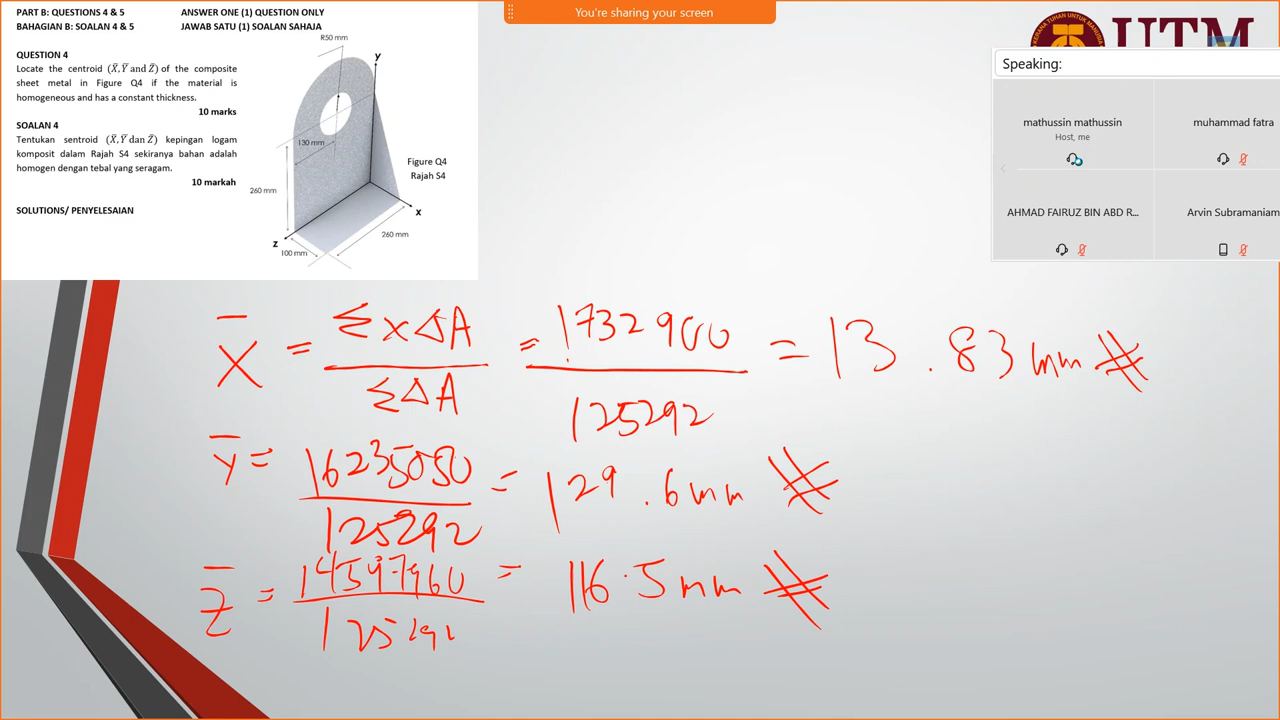 You're sharing your screen
PART B: QUESTIONS 4 & 5 ANSWER ONE (1) QUESTION ONLY
BAHAGIAN B: SOALAN 4 & 5 JAWAB SATU (1) SOALAN SAHAJA
QUESTION 4
Locate the centroid (X̄,Ȳ and Z̄) of the composite
sheet metal in Figure Q4 if the material is
homogeneous and has a constant thickness.
10 marks
SOALAN 4
Tentukan sentroid (X̄,Ȳ dan Z̄) kepingan logam
komposit dalam Rajah S4 sekiranya bahan adalah
homogen dengan tebal yang seragam.
10 markah
SOLUTIONS/ PENYELESAIAN
R50 mm
y
130 mm
260 mm
x
z
100 mm
260 mm
Figure Q4
Rajah S4
UTM
Speaking:
mathussin mathussin
Host, me
muhammad fatra
AHMAD FAIRUZ BIN ABD R...
Arvin Subramaniam
X̄ = ΣxΔA / ΣΔA = 1732900 / 125292 = 13.83 mm
ȳ = 16235050 / 125292 = 129.6 mm
Z̄ = 14597960 / 125292 = 116.5 mm